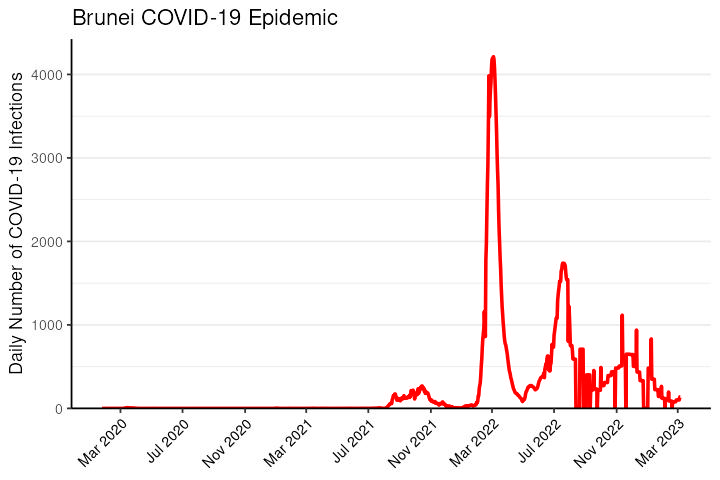 Brunei COVID-19 Epidemic
Daily Number of COVID-19 Infections
4000
3000
2000
1000
0
Mar 2020
Jul 2020
Nov 2020
Mar 2021
Jul 2021
Nov 2021
Mar 2022
Jul 2022
Nov 2022
Mar 2023